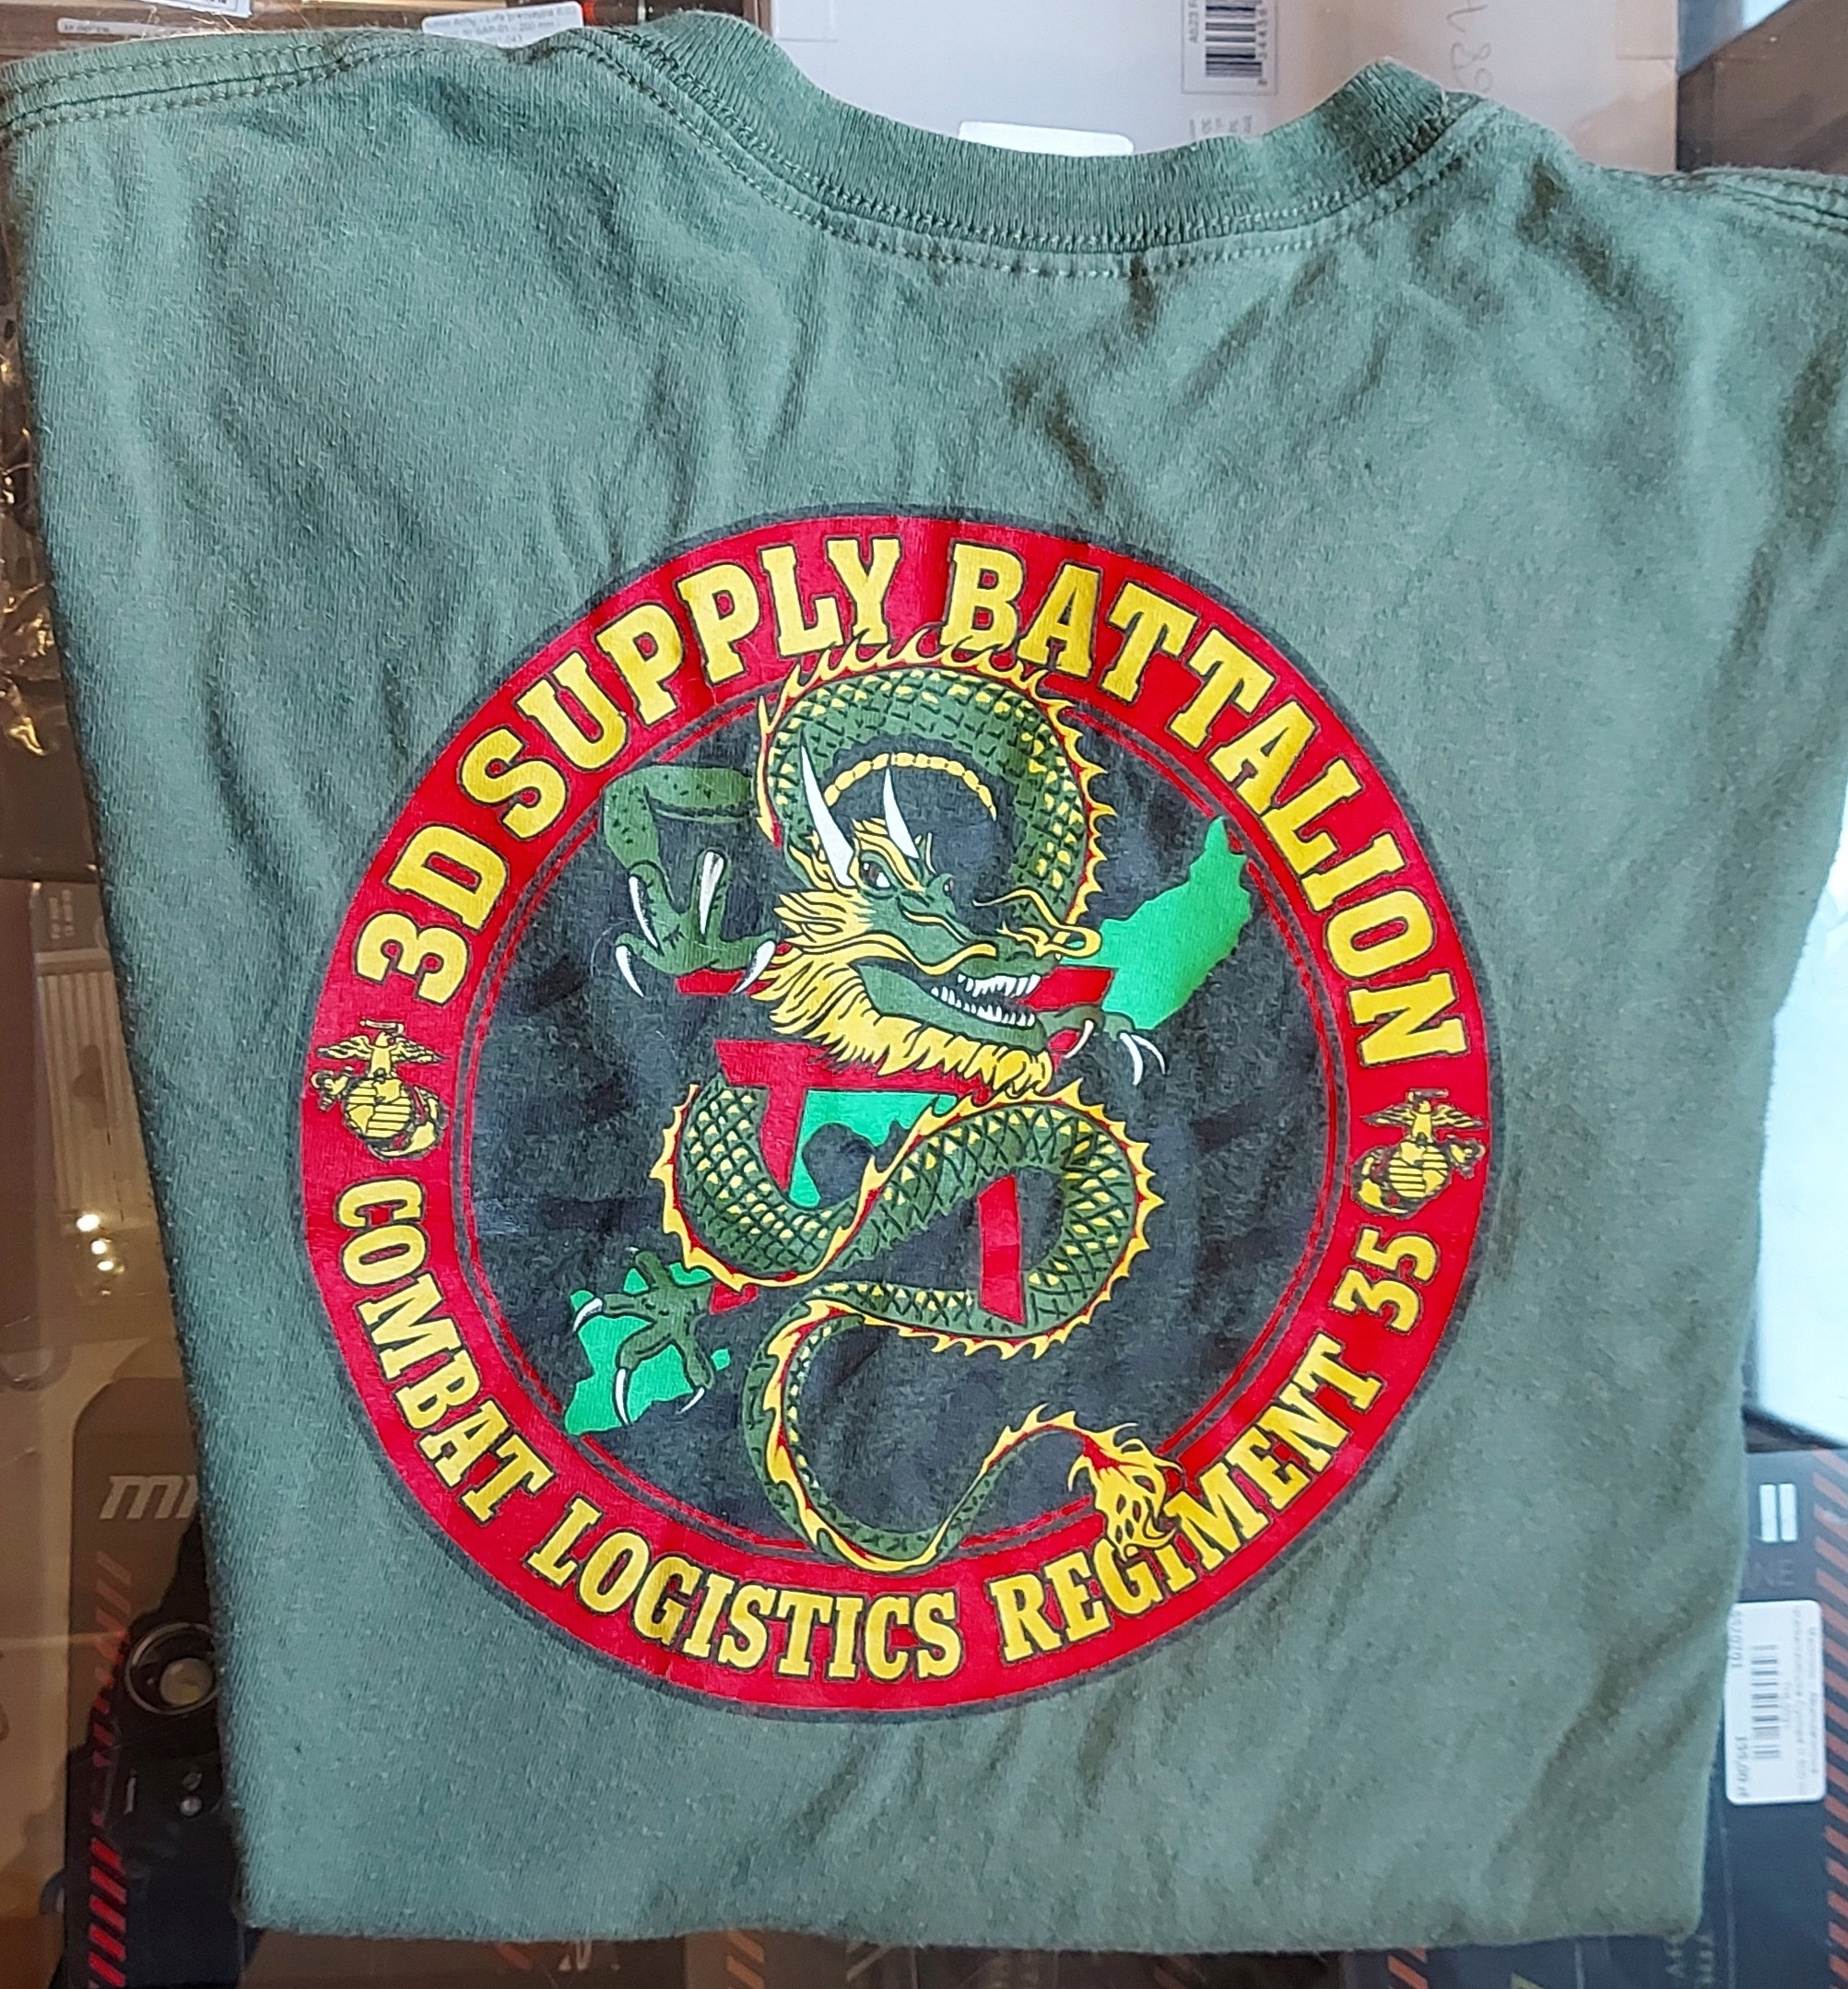 3D SUPPLY BATTALION
COMBAT LOGISTICS REGIMENT 35